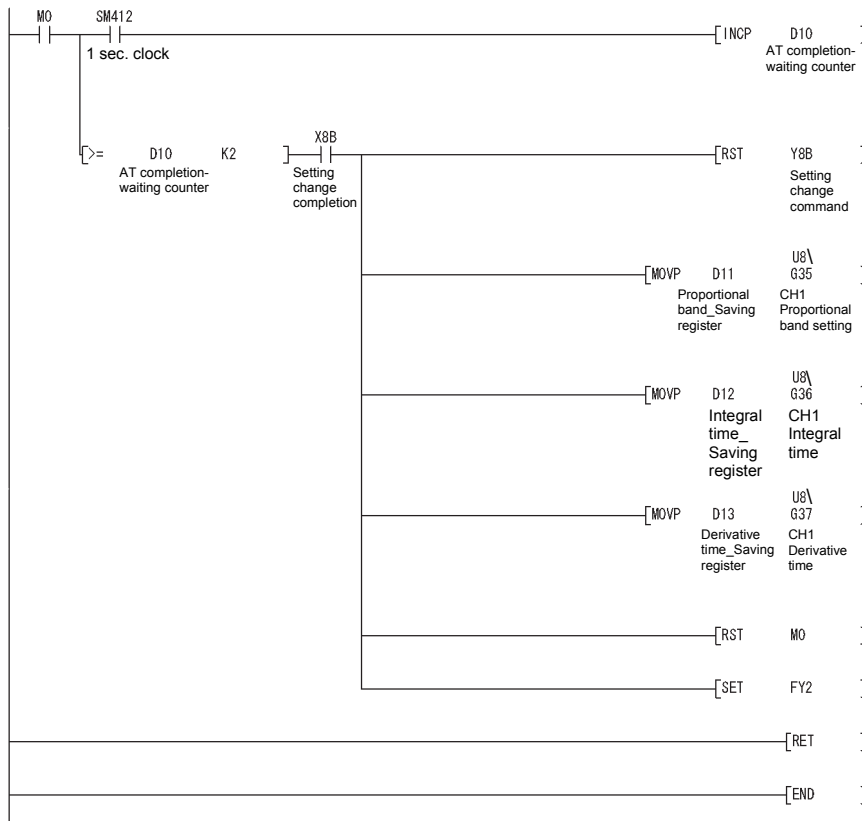 M0 SM412
INCP D10
1 sec. clock
AT completion-
waiting counter
X8B
>= D10 K2
RST Y8B
AT completion-
waiting counter
Setting
change
completion
Setting
change
command
U8\
MOVP D11 G35
Proportional
band_Saving
register
CH1
Proportional
band setting
U8\
MOVP D12 G36
Integral
time_
Saving
register
CH1
Integral
time
U8\
MOVP D13 G37
Derivative
time_Saving
register
CH1
Derivative
time
RST M0
SET FY2
RET
END